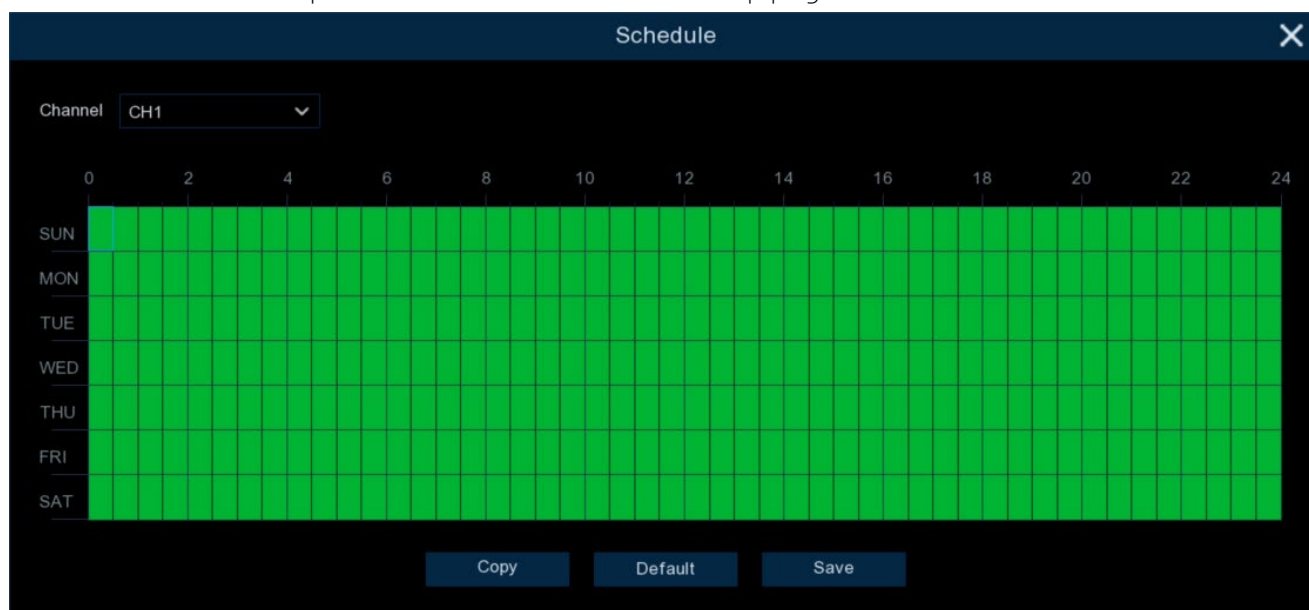 Schedule
Channel CH1
0 2 4 6 8 10 12 14 16 18 20 22 24
SUN
MON
TUE
WED
THU
FRI
SAT
Copy Default Save